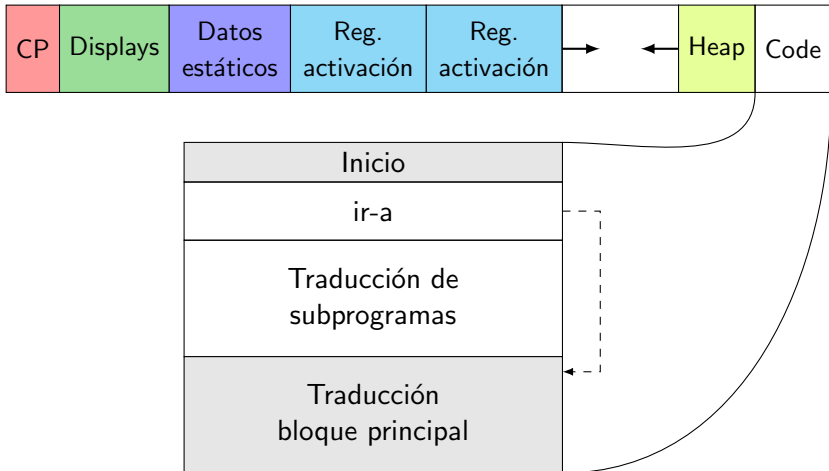 CP
Displays
Datos
estáticos
Reg.
activación
Reg.
activación
Heap
Code
Inicio
ir-a
Traducción de
subprogramas
Traducción
bloque principal